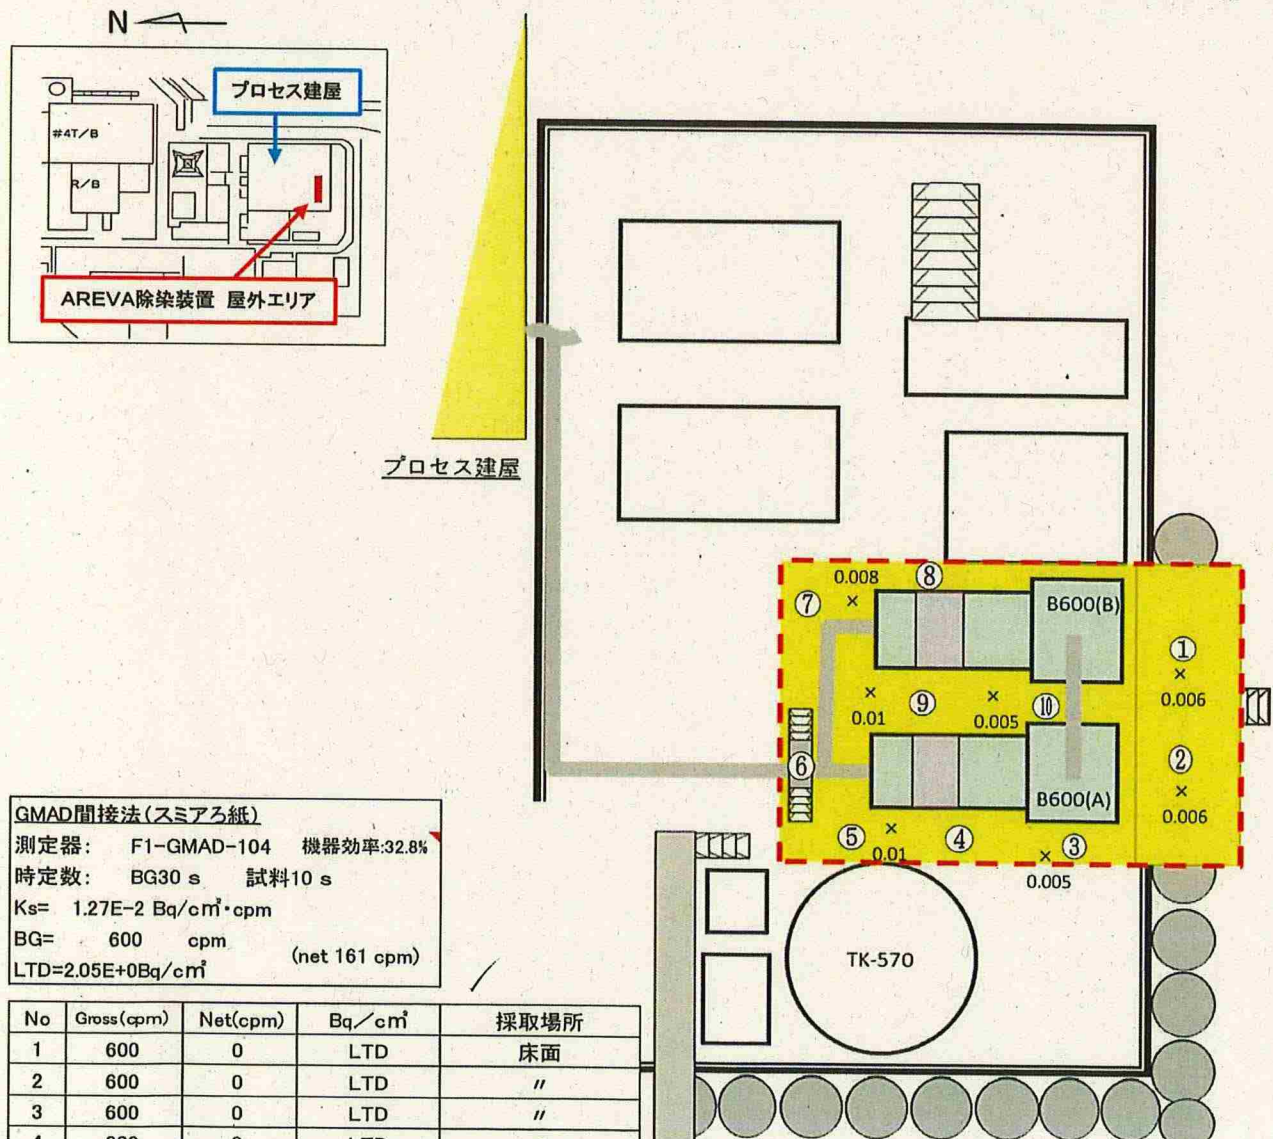 N
プロセス建屋
#4T/B
R/B
AREVA除染装置 屋外エリア
プロセス建屋
0.008
⑧
⑦
B600(B)
①
0.006
0.01
⑨
0.005
⑩
⑥
②
B600(A)
0.006
⑤
0.01
④
③
0.005
TK-570
GMAD間接法(スミアろ紙)
測定器: F1-GMAD-104 機器効率:32.8%
時定数: BG30 s 試料10 s
Ks= 1.27E-2 Bq/c㎡・cpm
BG= 600 cpm
(net 161 cpm)
LTD=2.05E+0Bq/c㎡
No Gross(cpm) Net(cpm) Bq/c㎡ 採取場所
1 600 0 LTD 床面
2 600 0 LTD 〃
3 600 0 LTD 〃